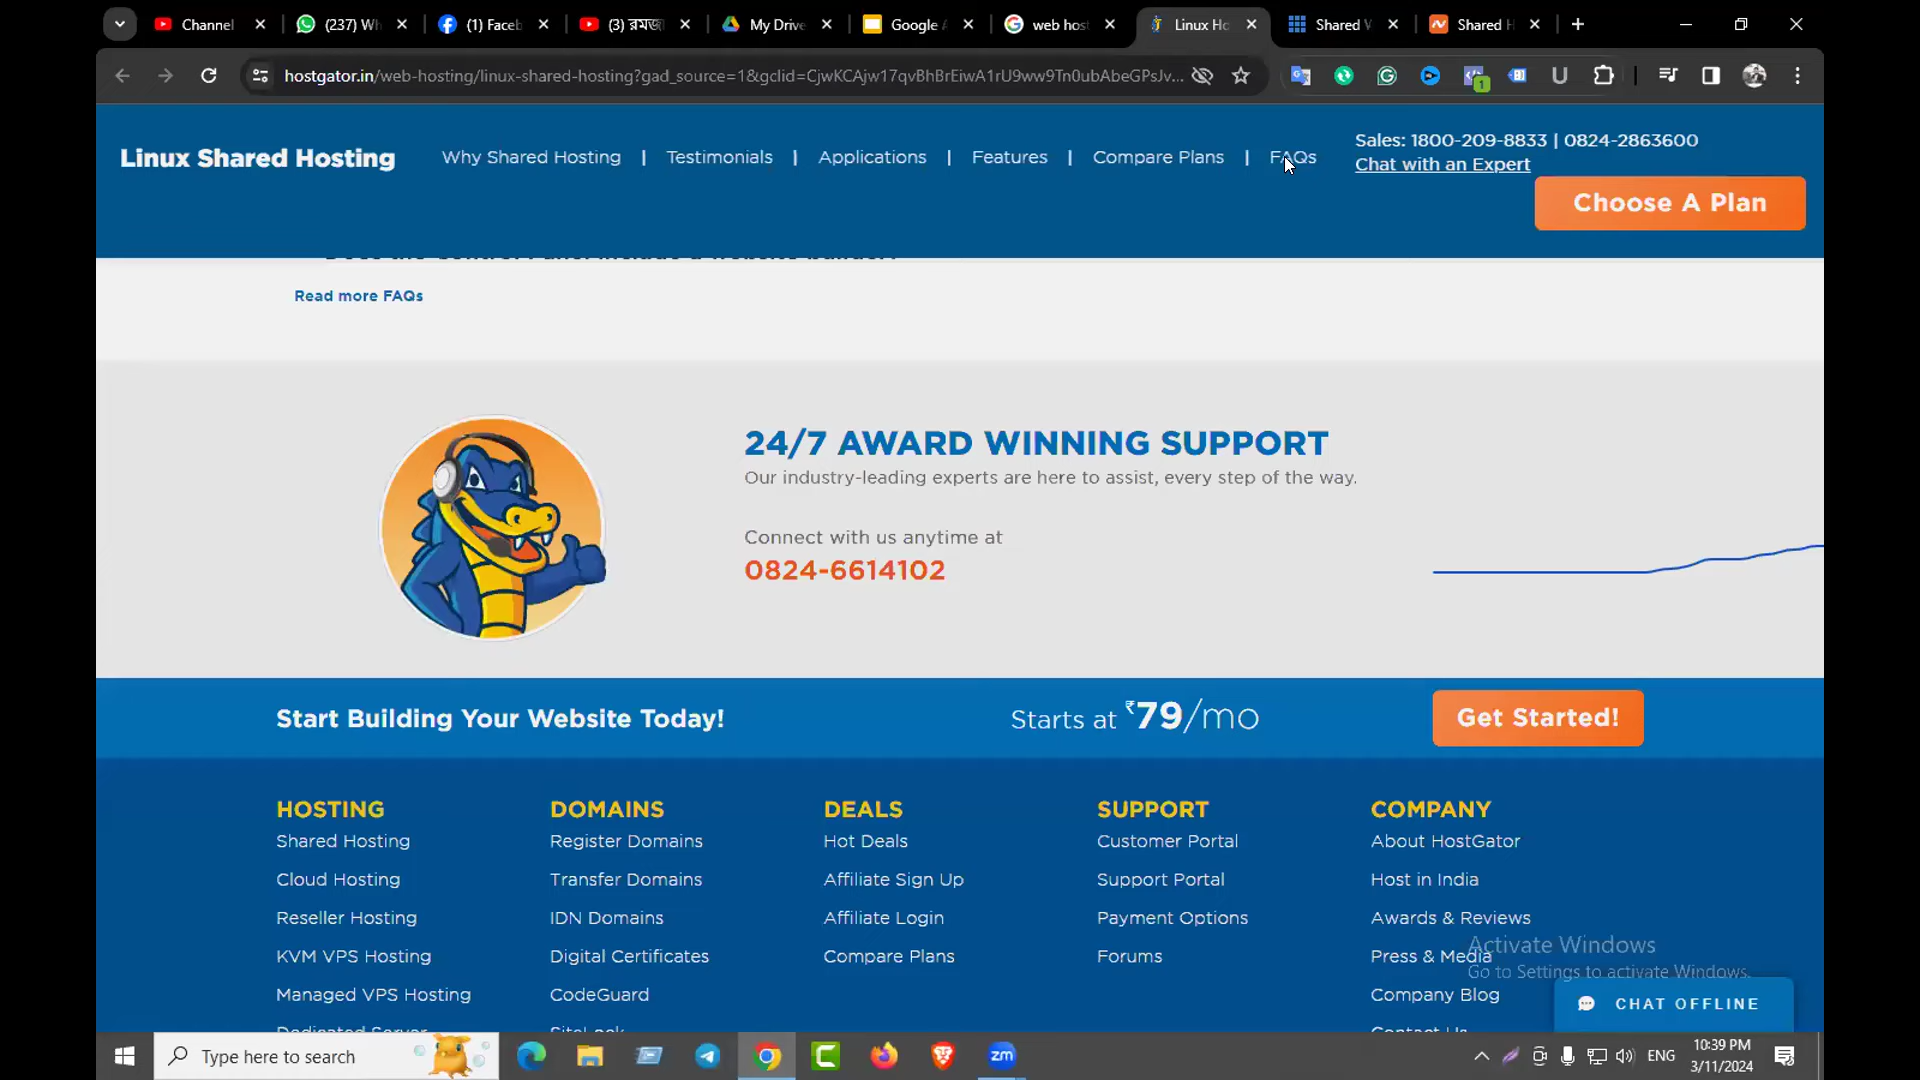 Channel
(237) Wh
(1) Faceb
(3) রমজা
My Drive
Google A
web host
Linux Ho
Shared W
Shared H
hostgator.in/web-hosting/linux-shared-hosting?gad_source=1&gclid=CjwKCAjw17qvBhBrEiwA1rU9ww9Tn0ubAbeGPsJv...
1
Linux Shared Hosting
Why Shared Hosting | Testimonials | Applications | Features | Compare Plans | FAQs
Sales: 1800-209-8833 | 0824-2863600
Chat with an Expert
Choose A Plan
Read more FAQs
24/7 AWARD WINNING SUPPORT
Our industry-leading experts are here to assist, every step of the way.
Connect with us anytime at
0824-6614102
Start Building Your Website Today!
Starts at ₹79/mo
Get Started!
HOSTING
Shared Hosting
Cloud Hosting
Reseller Hosting
KVM VPS Hosting
Managed VPS Hosting
Dedicated Server
DOMAINS
Register Domains
Transfer Domains
IDN Domains
Digital Certificates
CodeGuard
SiteLock
DEALS
Hot Deals
Affiliate Sign Up
Affiliate Login
Compare Plans
SUPPORT
Customer Portal
Support Portal
Payment Options
Forums
COMPANY
About HostGator
Host in India
Awards & Reviews
Press & Media
Company Blog
Contact Us
Activate Windows
Go to Settings to activate Windows.
CHAT OFFLINE
Type here to search
zm
ENG
10:39 PM
3/11/2024